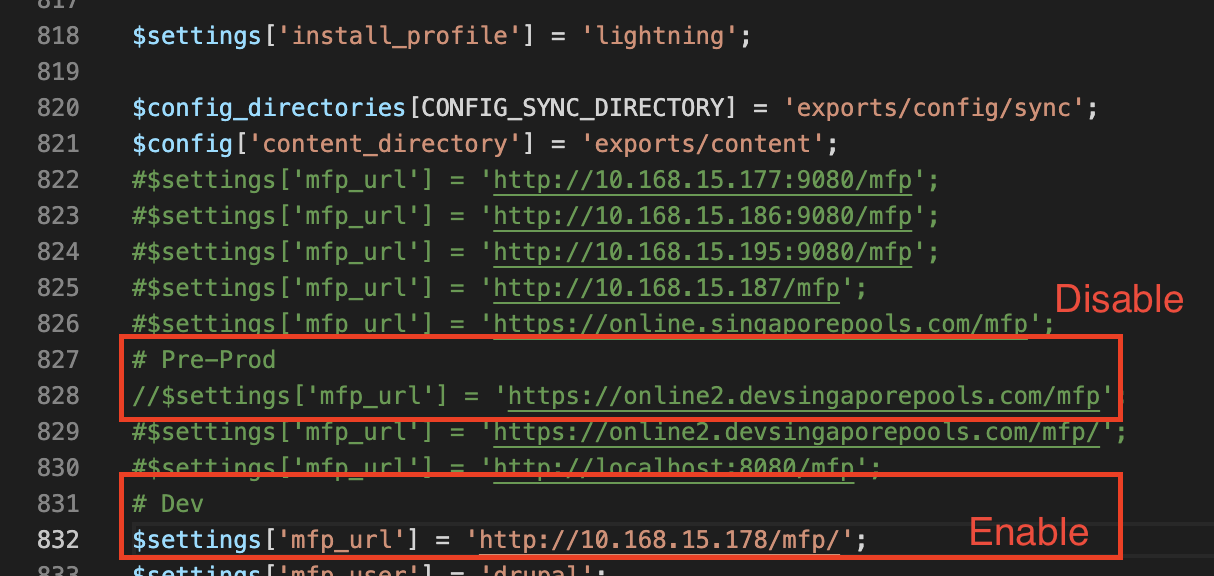 817
818 $settings['install_profile'] = 'lightning';
819
820 $config_directories[CONFIG_SYNC_DIRECTORY] = 'exports/config/sync';
821 $config['content_directory'] = 'exports/content';
822 #$settings['mfp_url'] = 'http://10.168.15.177:9080/mfp';
823 #$settings['mfp_url'] = 'http://10.168.15.186:9080/mfp';
824 #$settings['mfp_url'] = 'http://10.168.15.195:9080/mfp';
825 #$settings['mfp_url'] = 'http://10.168.15.187/mfp';
Disable
826 #$settings['mfp_url'] = 'https://online.singaporepools.com/mfp';
827 # Pre-Prod
828 //$settings['mfp_url'] = 'https://online2.devsingaporepools.com/mfp';
829 #$settings['mfp_url'] = 'https://online2.devsingaporepools.com/mfp/';
830 #$settings['mfp_url'] = 'http://localhost:8080/mfp';
831 # Dev
832 $settings['mfp_url'] = 'http://10.168.15.178/mfp/';
Enable
833 $settings['mfp_user'] = 'drupal';